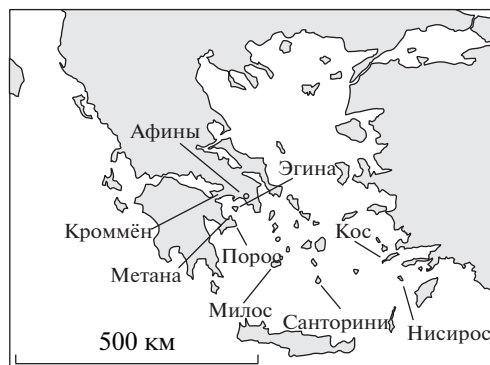 Афины
Эгина
Кроммён
Метана
Порос
Кос
Милос
Санторини
Нисирос
500 км